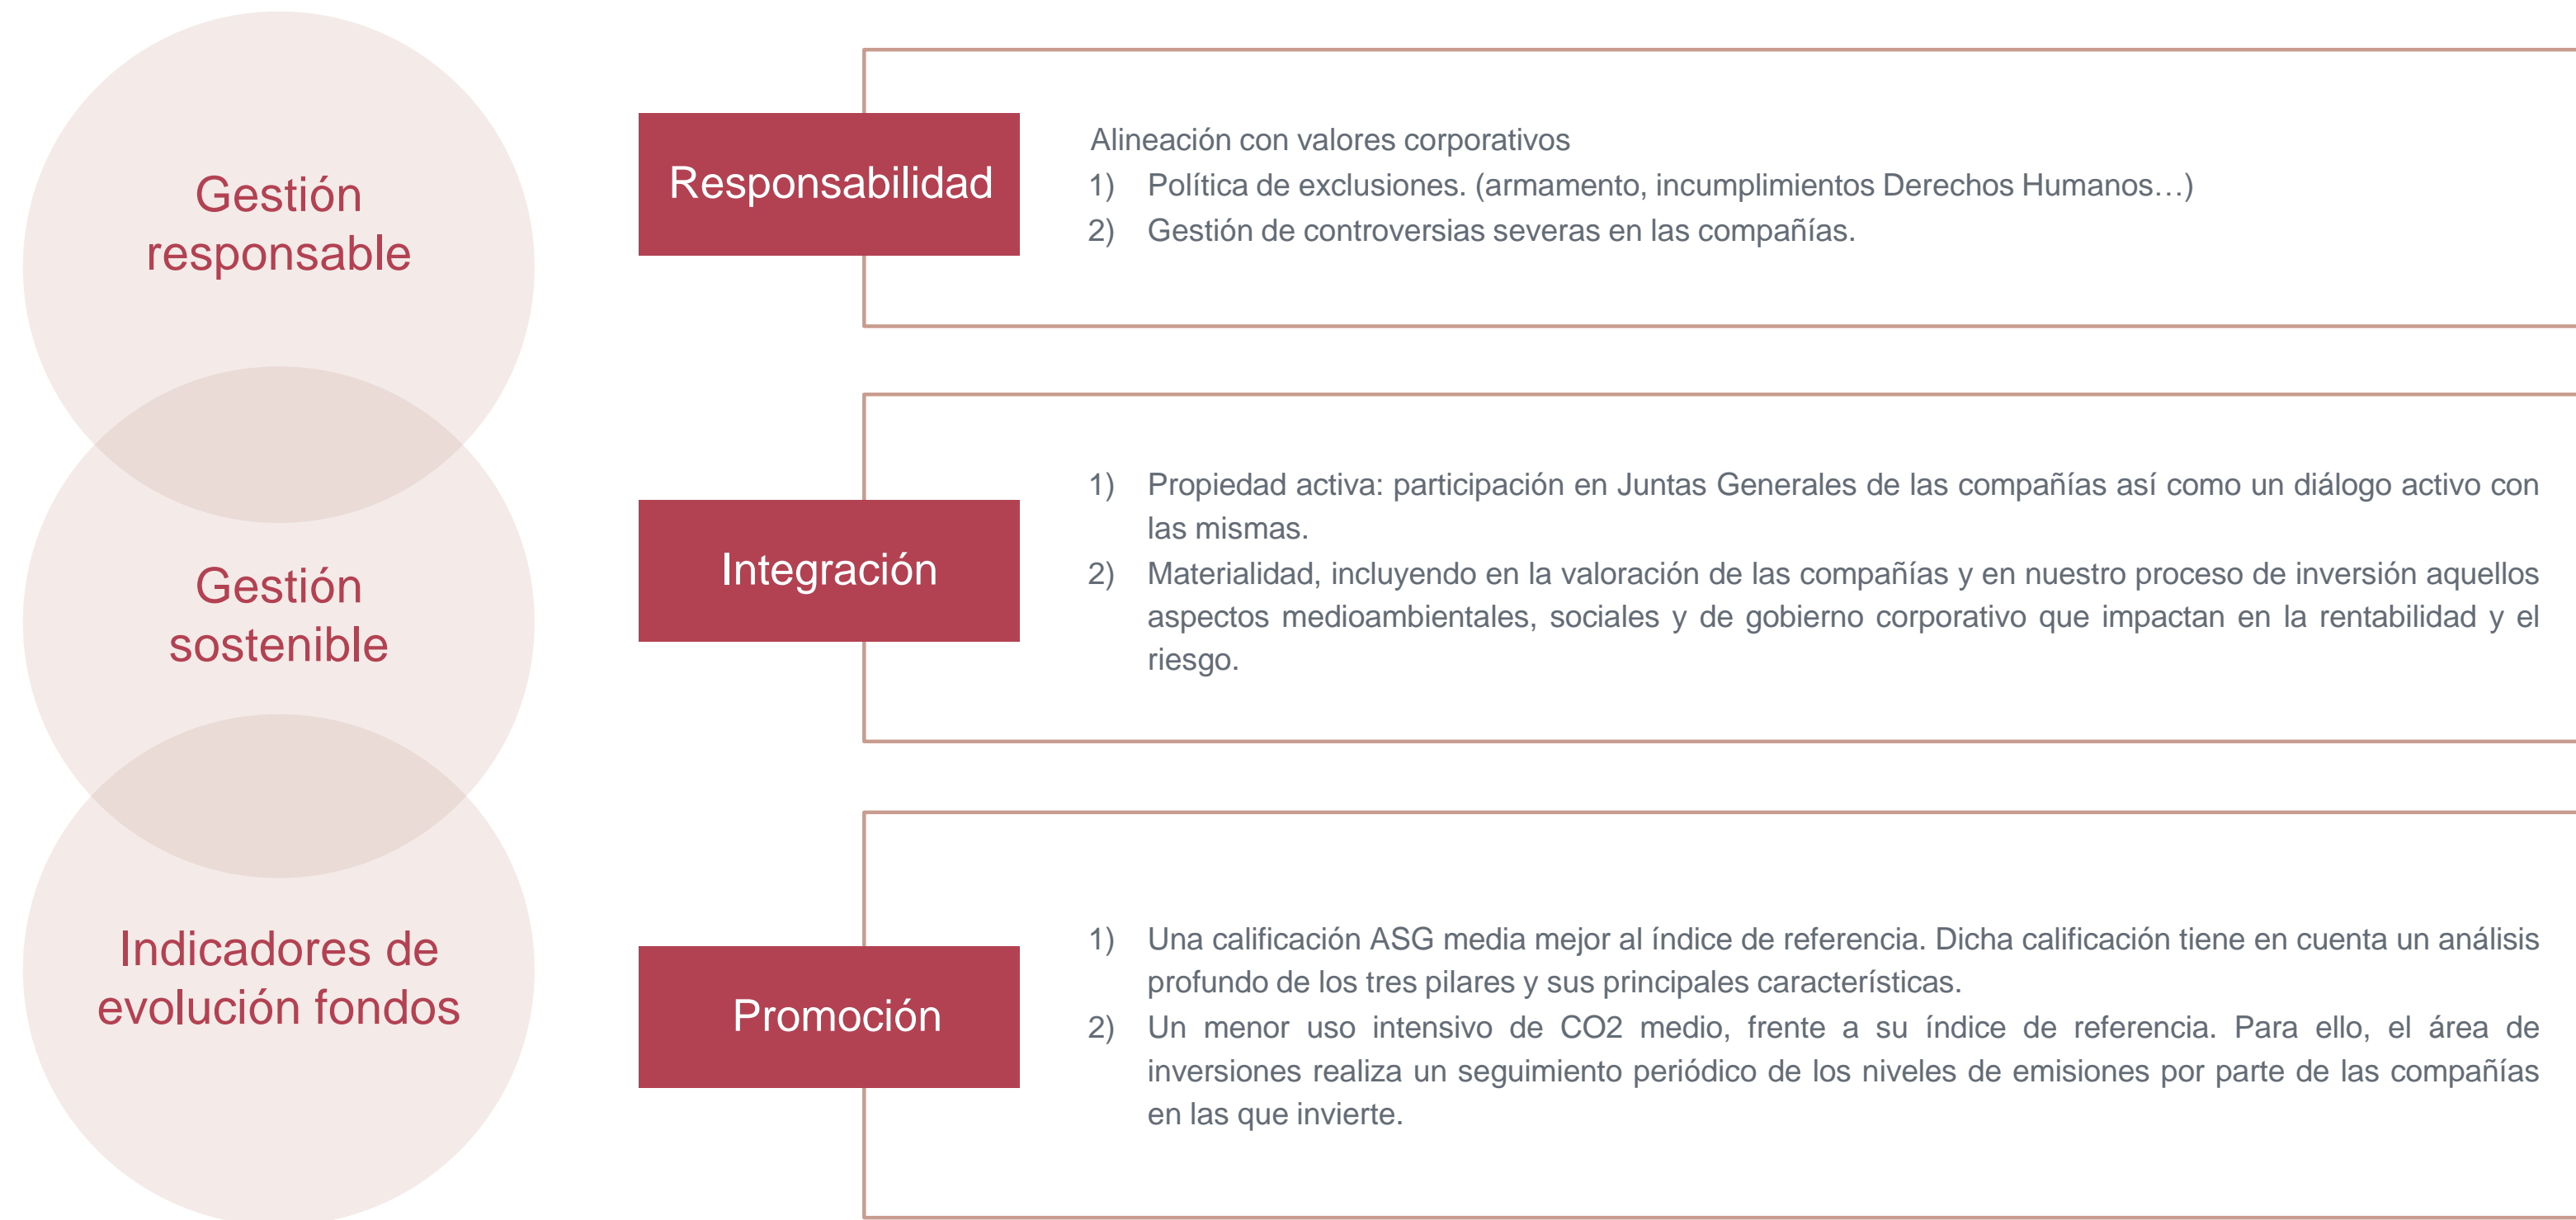 Gestión
responsable
Responsabilidad
Alineación con valores corporativos
1) Política de exclusiones. (armamento, incumplimientos Derechos Humanos…)
2) Gestión de controversias severas en las compañías.
Gestión
sostenible
Integración
1) Propiedad activa: participación en Juntas Generales de las compañías así como un diálogo activo con
las mismas.
2) Materialidad, incluyendo en la valoración de las compañías y en nuestro proceso de inversión aquellos
aspectos medioambientales, sociales y de gobierno corporativo que impactan en la rentabilidad y el
riesgo.
Indicadores de
evolución fondos
Promoción
1) Una calificación ASG media mejor al índice de referencia. Dicha calificación tiene en cuenta un análisis
profundo de los tres pilares y sus principales características.
2) Un menor uso intensivo de CO2 medio, frente a su índice de referencia. Para ello, el área de
inversiones realiza un seguimiento periódico de los niveles de emisiones por parte de las compañías
en las que invierte.